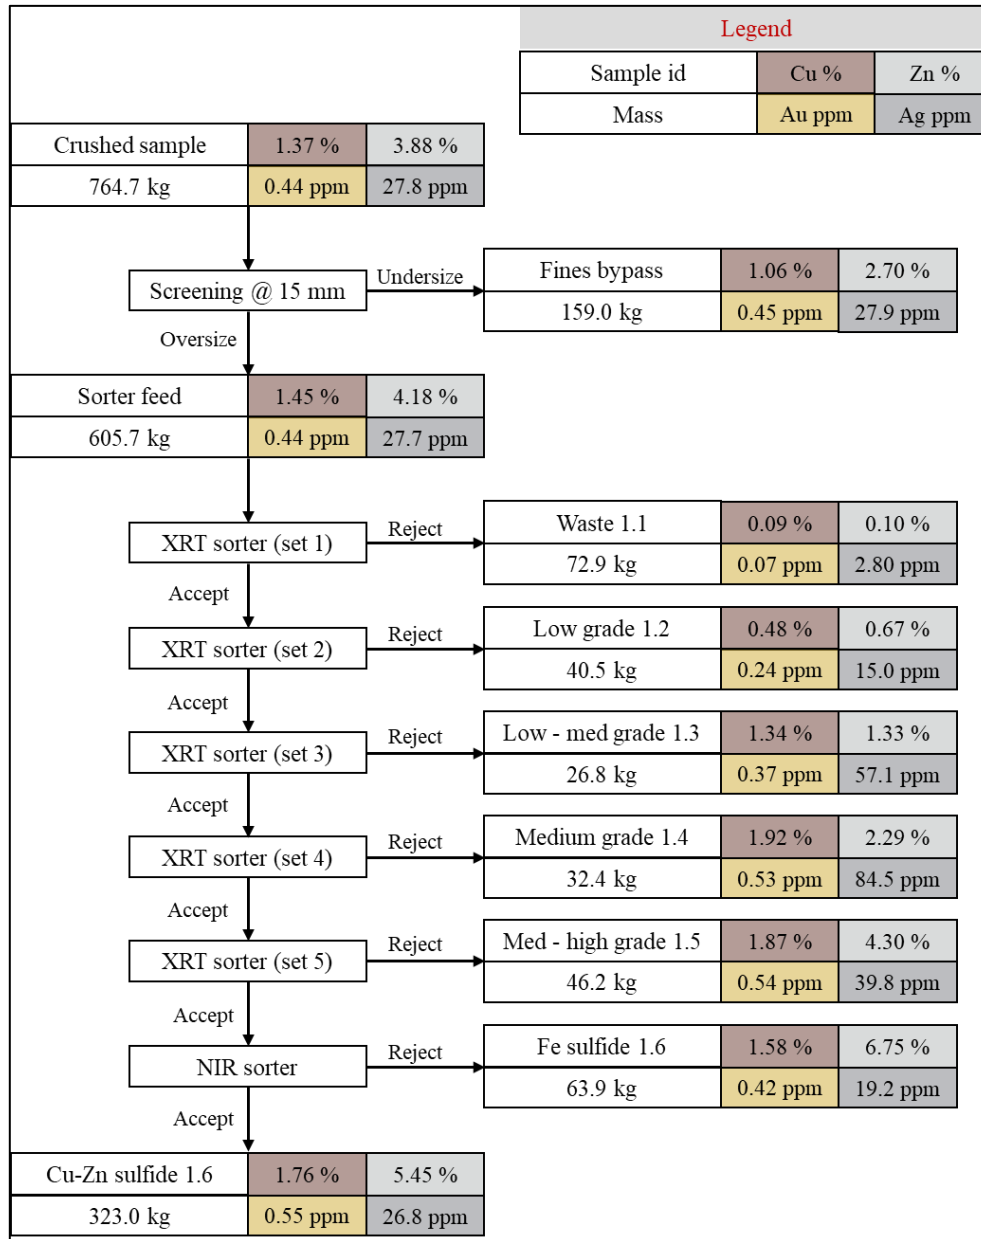 Legend
Sample id Cu % Zn %
Mass Au ppm Ag ppm
Crushed sample 1.37 % 3.88 %
764.7 kg 0.44 ppm 27.8 ppm
Screening @ 15 mm
Undersize
Fines bypass 1.06 % 2.70 %
159.0 kg 0.45 ppm 27.9 ppm
Oversize
Sorter feed 1.45 % 4.18 %
605.7 kg 0.44 ppm 27.7 ppm
XRT sorter (set 1)
Reject
Waste 1.1 0.09 % 0.10 %
72.9 kg 0.07 ppm 2.80 ppm
Accept
XRT sorter (set 2)
Reject
Low grade 1.2 0.48 % 0.67 %
40.5 kg 0.24 ppm 15.0 ppm
Accept
XRT sorter (set 3)
Reject
Low - med grade 1.3 1.34 % 1.33 %
26.8 kg 0.37 ppm 57.1 ppm
Accept
XRT sorter (set 4)
Reject
Medium grade 1.4 1.92 % 2.29 %
32.4 kg 0.53 ppm 84.5 ppm
Accept
XRT sorter (set 5)
Reject
Med - high grade 1.5 1.87 % 4.30 %
46.2 kg 0.54 ppm 39.8 ppm
Accept
NIR sorter
Reject
Fe sulfide 1.6 1.58 % 6.75 %
63.9 kg 0.42 ppm 19.2 ppm
Accept
Cu-Zn sulfide 1.6 1.76 % 5.45 %
323.0 kg 0.55 ppm 26.8 ppm